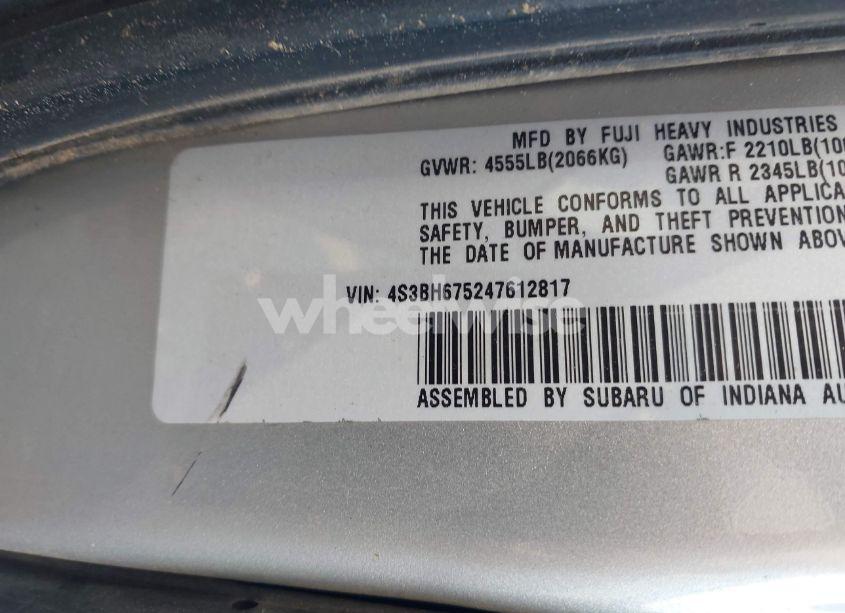 MFD BY FUJI HEAVY INDUSTRIES
GVWR: 4555LB(2066KG) GAWR:F 2210LB(10
GAWR R 2345LB(10
THIS VEHICLE CONFORMS TO ALL APPLICA
SAFETY, BUMPER, AND THEFT PREVENTION
THE DATE OF MANUFACTURE SHOWN ABOV
VIN: 4S3BH675247612817
wheelwise
ASSEMBLED BY SUBARU OF INDIANA AU